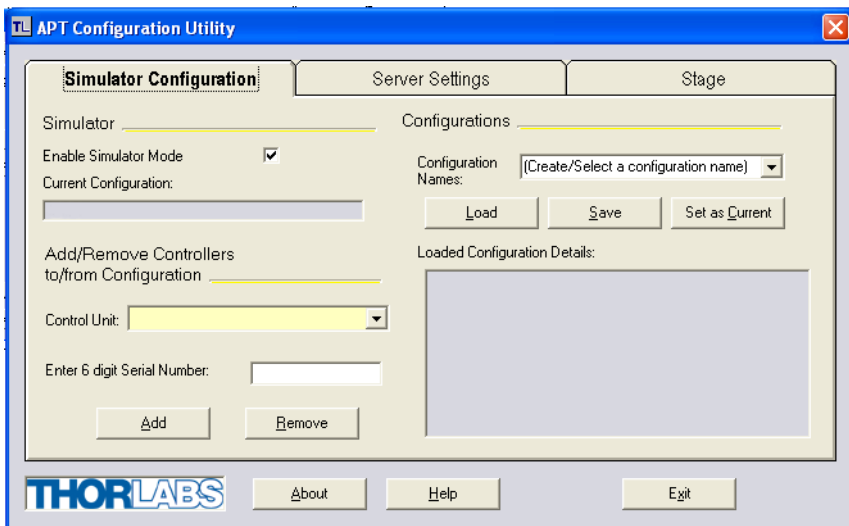 TL APT Configuration Utility
Simulator Configuration
Server Settings
Stage
Simulator
Enable Simulator Mode
Current Configuration:
Add/Remove Controllers
to/from Configuration
Control Unit:
Enter 6 digit Serial Number:
Add
Remove
Configurations
Configuration
Names:
(Create/Select a configuration name)
Load
Save
Set as Current
Loaded Configuration Details:
THORLABS
About
Help
Exit